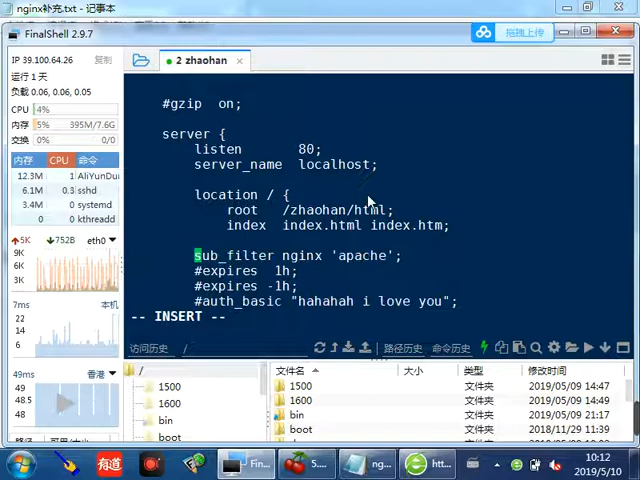 nginx补充.txt - 记事本
FinalShell 2.9.7
拖拽上传
IP 39.100.64.26 复制
运行 1 天
负载 0.06, 0.06, 0.05
CPU 4%
内存 5% 395M/7.6G
交换 0% 0/0
内存 CPU 命令
12.3M 1 AliYunDun
6.1M 0.3 sshd
3.4M 0 systemd
0 0 kthreadd
5K 752B eth0
9K
6K
3K
7ms 本机
22
14
49ms 香港
49
48.5
48
2 zhaohan
#gzip on;
server {
listen 80;
server_name localhost;
location / {
root /zhaohan/html;
index index.html index.htm;
sub_filter nginx 'apache';
#expires 1h;
#expires -1h;
#auth_basic "hahahah i love you";
-- INSERT --
访问历史 /
路径历史 命令历史
/
1500
1600
bin
boot
文件名 大小 类型 修改时间
1500 文件夹 2019/05/09 14:47
1600 文件夹 2019/05/09 14:46
bin 文件夹 2019/05/09 21:17
boot 文件夹 2018/11/29 11:39
Fin...
5....
ng...
htt...
有道
10:12
2019/5/10